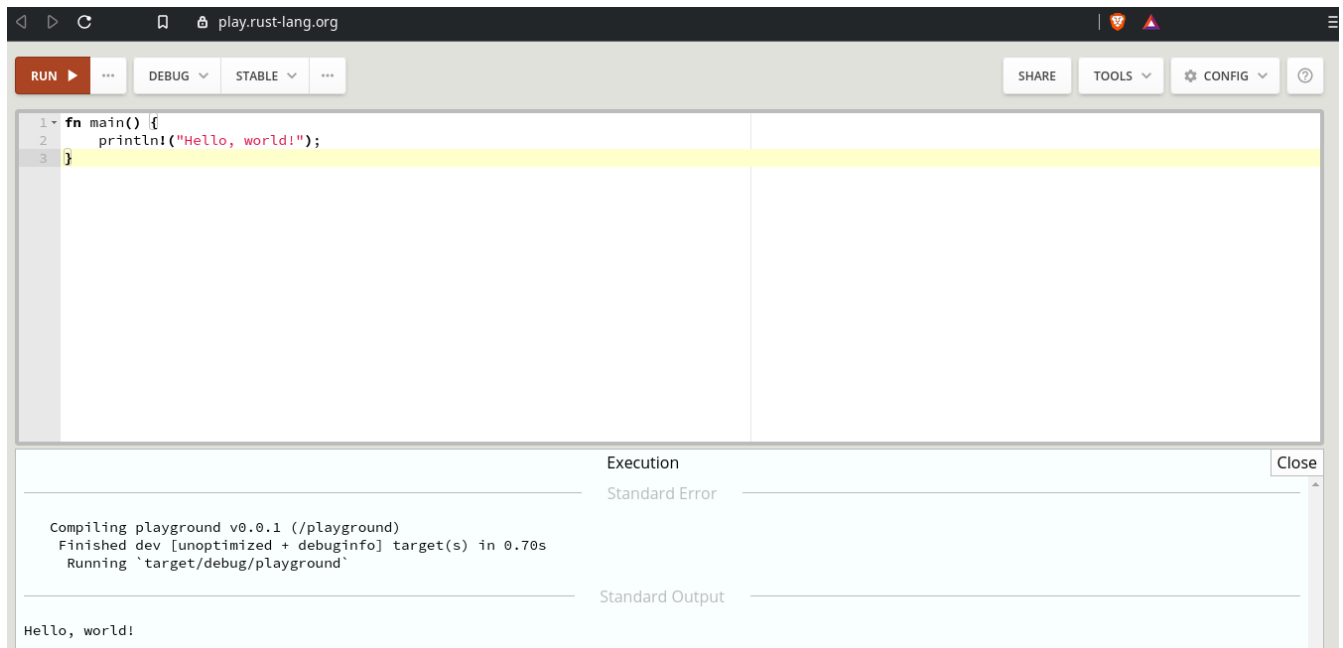 play.rust-lang.org
RUN ▶ ... DEBUG STABLE ... SHARE TOOLS CONFIG ?
1 fn main() {
2     println!("Hello, world!");
3 }
Execution Close
Standard Error
   Compiling playground v0.0.1 (/playground)
    Finished dev [unoptimized + debuginfo] target(s) in 0.70s
     Running `target/debug/playground`
Standard Output
Hello, world!